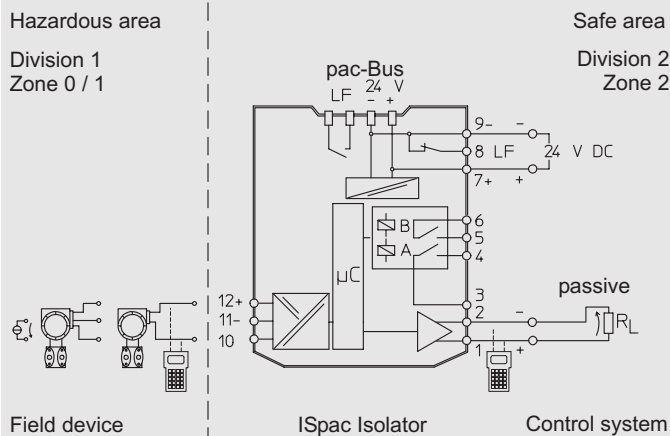 Hazardous area
Safe area
Division 1
Zone 0 / 1
Division 2
Zone 2
pac-Bus
LF 24 V
- +
9- -
8 LF 24 V DC
7+ +
6
5
4
B
A
µC
3
passive
12+
11-
10
2 -
R_L
1 +
Field device
ISpac Isolator
Control system